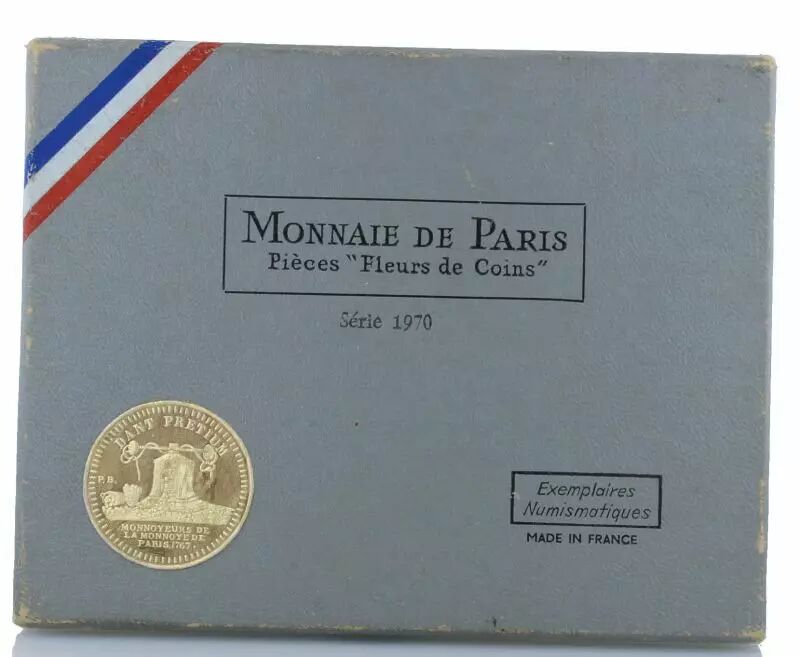 MONNAIE DE PARIS
Pièces "Fleurs de Coins"
Série 1970
DANT PRETIUM
P.B.
MONNOYEURS DE
LA MONNOYE DE
PARIS.1767.
Exemplaires
Numismatiques
MADE IN FRANCE